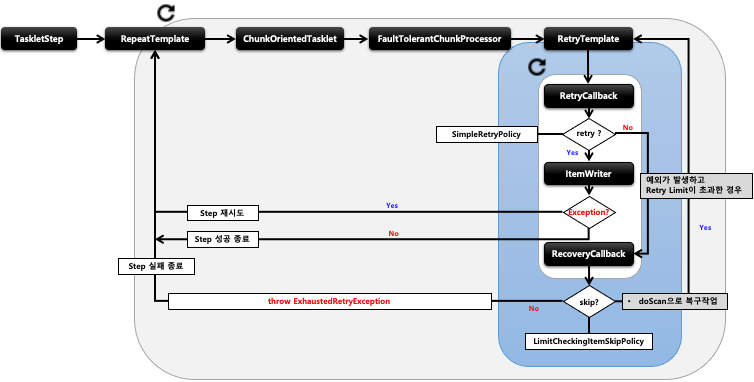 TaskletStep
RepeatTemplate
ChunkOrientedTasklet
FaultTolerantChunkProcessor
RetryTemplate
RetryCallback
SimpleRetryPolicy
retry ?
No
Yes
ItemWriter
예외가 발생하고
Retry Limit이 초과한 경우
Step 재시도
Yes
Exception?
Yes
Step 성공 종료
No
RecoveryCallback
Step 실패 종료
throw ExhaustedRetryException
No
skip?
• doScan으로 복구작업
LimitCheckingItemSkipPolicy